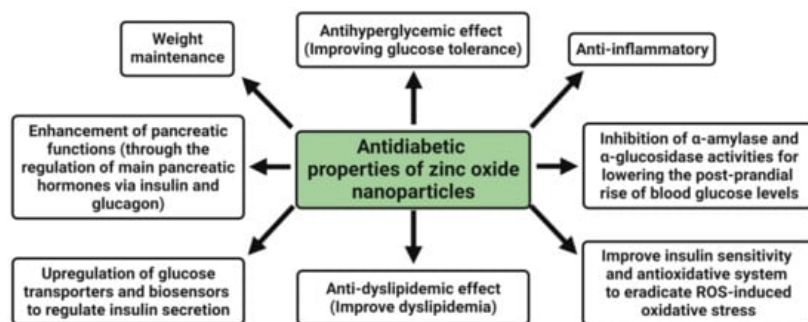 Weight
maintenance
Antihyperglycemic effect
(Improving glucose tolerance)
Anti-inflammatory
Enhancement of pancreatic
functions (through the
regulation of main pancreatic
hormones via insulin and
glucagon)
Antidiabetic
properties of zinc oxide
nanoparticles
Inhibition of α-amylase and
α-glucosidase activities for
lowering the post-prandial
rise of blood glucose levels
Upregulation of glucose
transporters and biosensors
to regulate insulin secretion
Anti-dyslipidemic effect
(Improve dyslipidemia)
Improve insulin sensitivity
and antioxidative system
to eradicate ROS-induced
oxidative stress